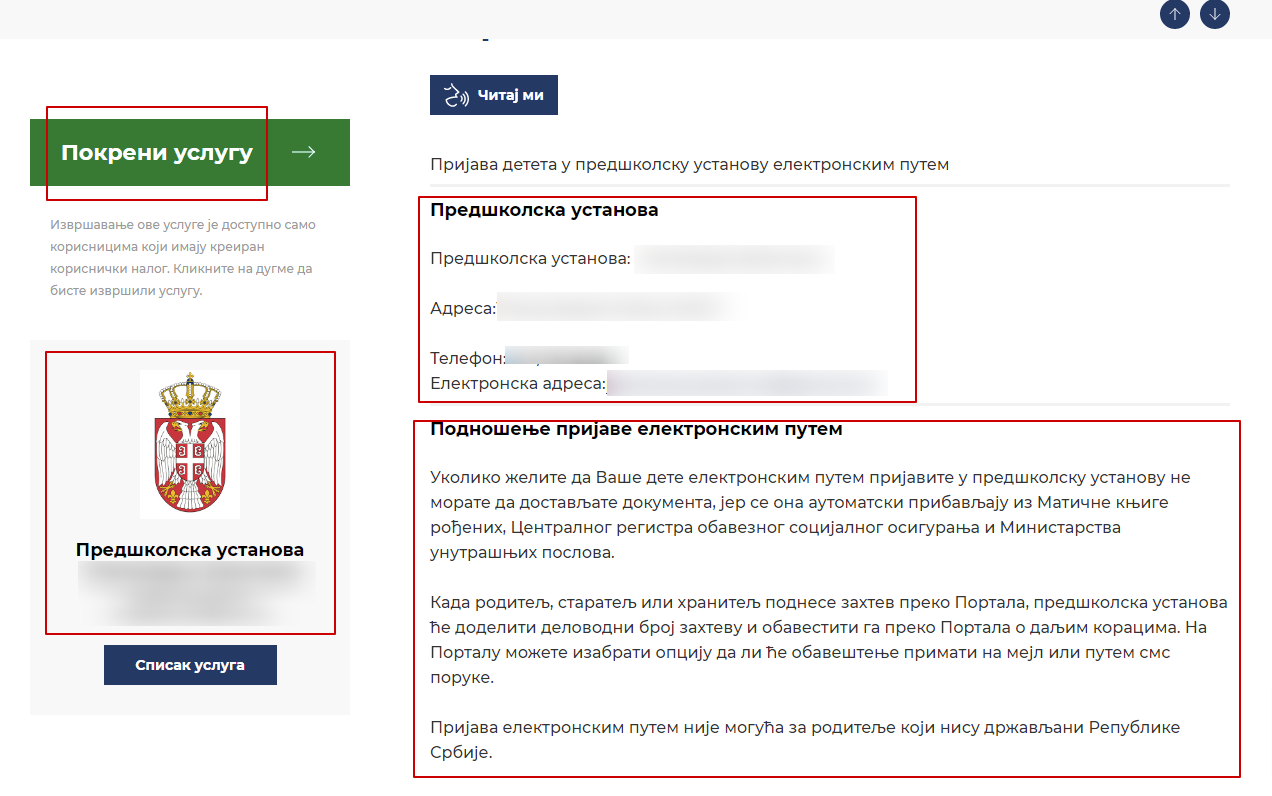 Покрени услугу
Извршавање ове услуге је доступно само
корисницима који имају креиран
кориснички налог. Кликните на дугме да
бисте извршили услугу.
Предшколска установа
Списак услуга
Читај ми
Пријава детета у предшколску установу електронским путем
Предшколска установа
Предшколска установа:
Адреса:
Телефон:
Електронска адреса:
Подношење пријаве електронским путем
Уколико желите да Ваше дете електронским путем пријавите у предшколску установу не
морате да достављате документа, јер се она аутоматски прибављају из Матичне књиге
рођених, Централног регистра обавезног социјалног осигурања и Министарства
унутрашњих послова.
Када родитељ, старатељ или хранитељ поднесе захтев преко Портала, предшколска установа
ће доделити деловодни број захтеву и обавестити га преко Портала о даљим корацима. На
Порталу можете изабрати опцију да ли ће обавештење примати на мејл или путем смс
поруке.
Пријава електронским путем није могућа за родитеље који нису држављани Републике
Србије.